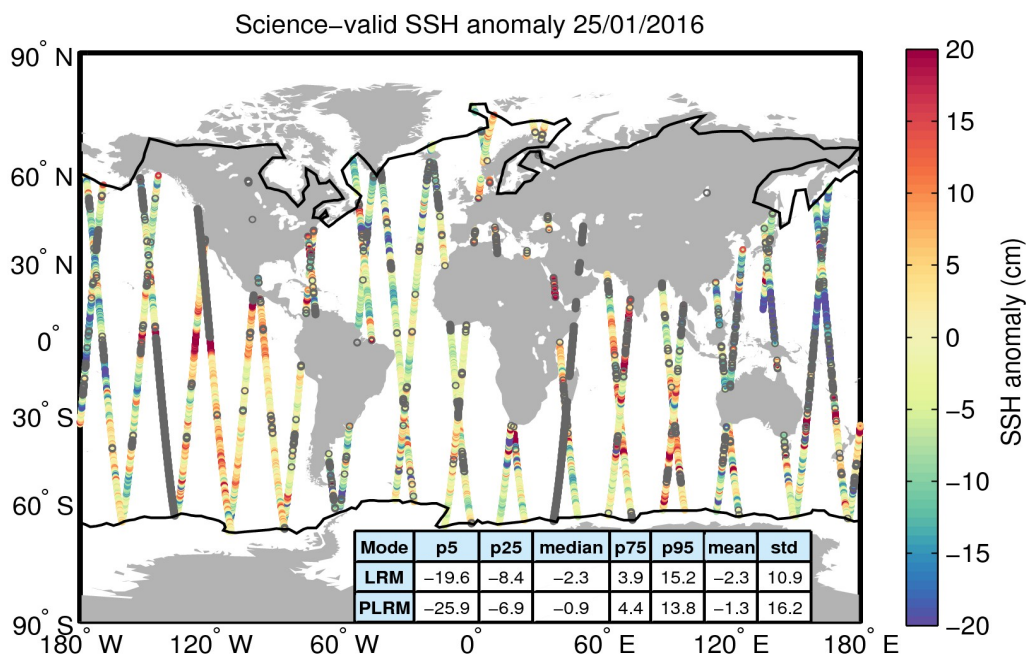 Science−valid SSH anomaly 25/01/2016
90° N
60° N
30° N
0°
30° S
60° S
90° S
180° W
120° W
60° W
0°
60° E
120° E
180° E
20
15
10
5
0
−5
−10
−15
−20
SSH anomaly (cm)
Mode p5 p25 median p75 p95 mean std
LRM −19.6 −8.4 −2.3 3.9 15.2 −2.3 10.9
PLRM −25.9 −6.9 −0.9 4.4 13.8 −1.3 16.2